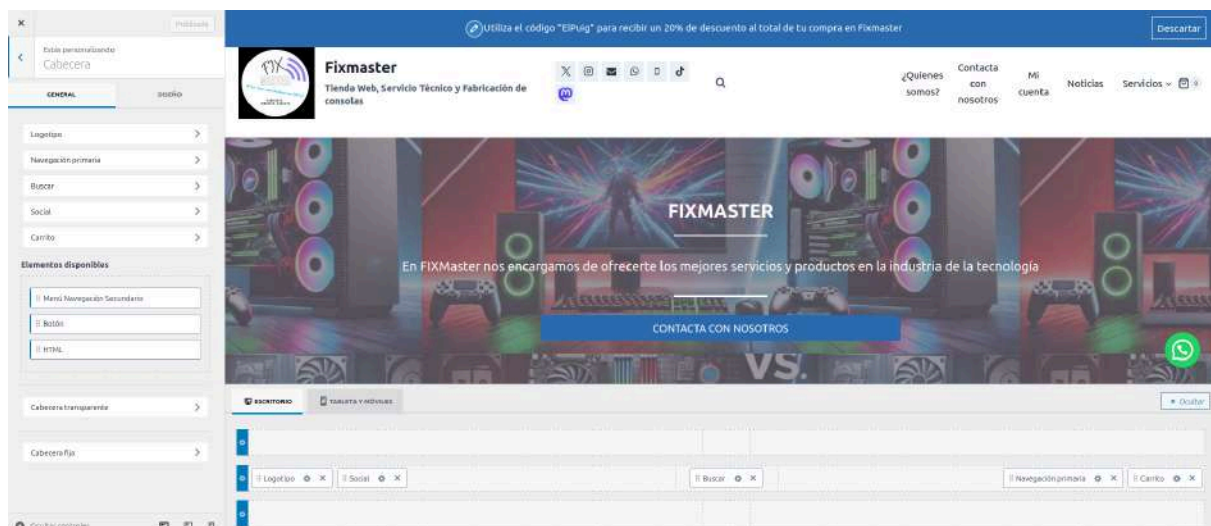 Publicado
Estás personalizando
Cabecera
GENERAL
DISEÑO
Logotipo
Navegación primaria
Buscar
Social
Carrito
Elementos disponibles
Menú Navegación Secundario
Botón
HTML
Cabecera transparente
Cabecera fija
Ocultar controles
Utiliza el código "ElPuig" para recibir un 20% de descuento al total de tu compra en Fixmaster
Descartar
FIX
Fixmaster
Tienda Web, Servicio Técnico y Fabricación de
consolas
¿Quienes
somos?
Contacta
con
nosotros
Mi
cuenta
Noticias
Servicios
0
FIXMASTER
En FIXMaster nos encargamos de ofrecerte los mejores servicios y productos en la industria de la tecnología
CONTACTA CON NOSOTROS
VS.
ESCRITORIO
TABLETA Y MÓVILES
Ocultar
Logotipo
Social
Buscar
Navegación primaria
Carrito